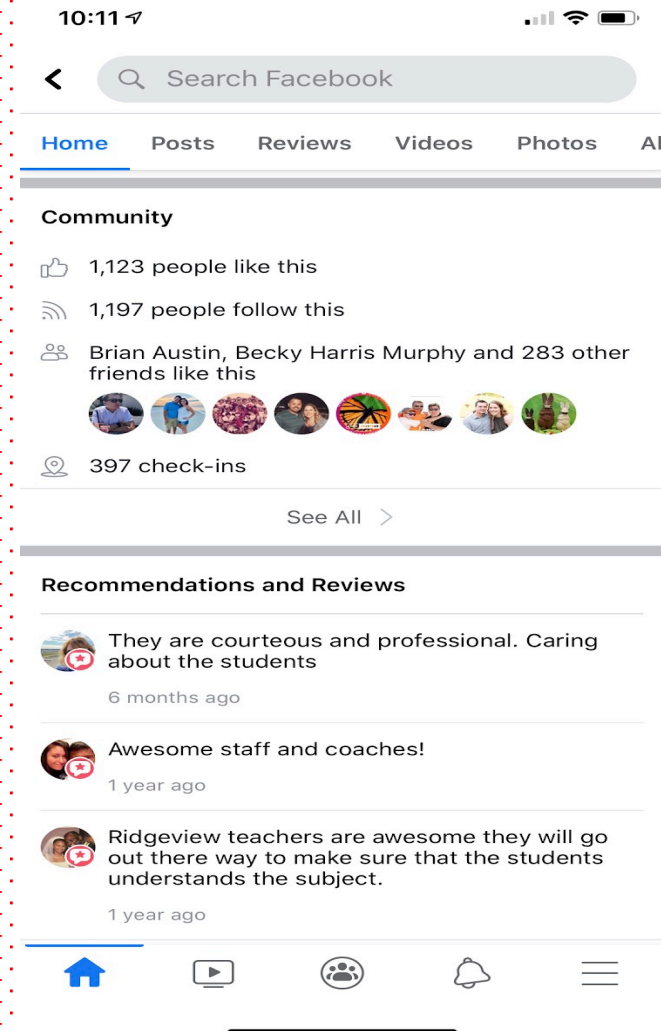 10:11
Search Facebook
Home Posts Reviews Videos Photos
Community
1,123 people like this
1,197 people follow this
Brian Austin, Becky Harris Murphy and 283 other
friends like this
397 check-ins
See All
Recommendations and Reviews
They are courteous and professional. Caring
about the students
6 months ago
Awesome staff and coaches!
1 year ago
Ridgeview teachers are awesome they will go
out there way to make sure that the students
understands the subject.
1 year ago